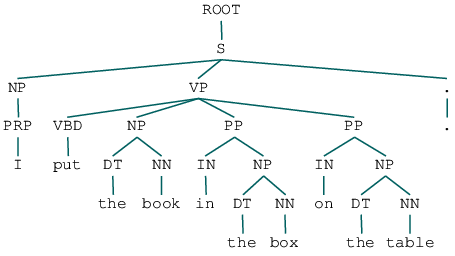 ROOT
S
NP VP .
PRP VBD NP PP PP .
I put DT NN IN NP IN NP
the book in DT NN on DT NN
the box the table